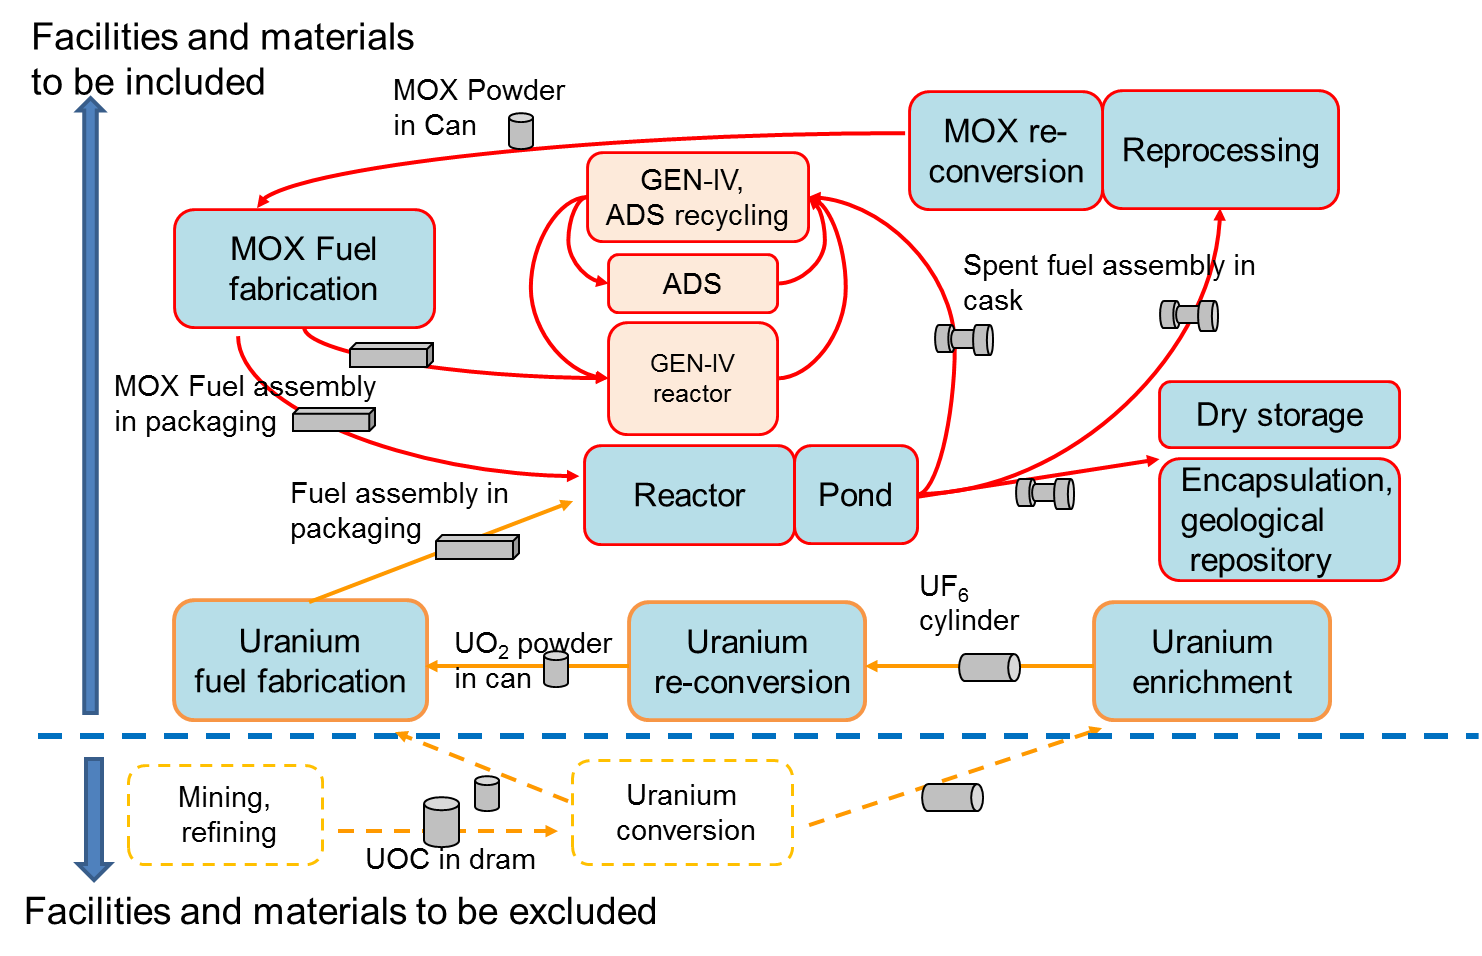 Facilities and materials
to be included
MOX Powder
in Can
MOX re-
conversion
Reprocessing
GEN-IV,
ADS recycling
MOX Fuel
fabrication
ADS
Spent fuel assembly in
cask
GEN-IV
reactor
MOX Fuel assembly
in packaging
Dry storage
Reactor
Pond
Encapsulation,
geological
repository
Fuel assembly in
packaging
UF6
cylinder
Uranium
fuel fabrication
UO2 powder
in can
Uranium
re-conversion
Uranium
enrichment
Mining,
refining
Uranium
conversion
UOC in dram
Facilities and materials to be excluded